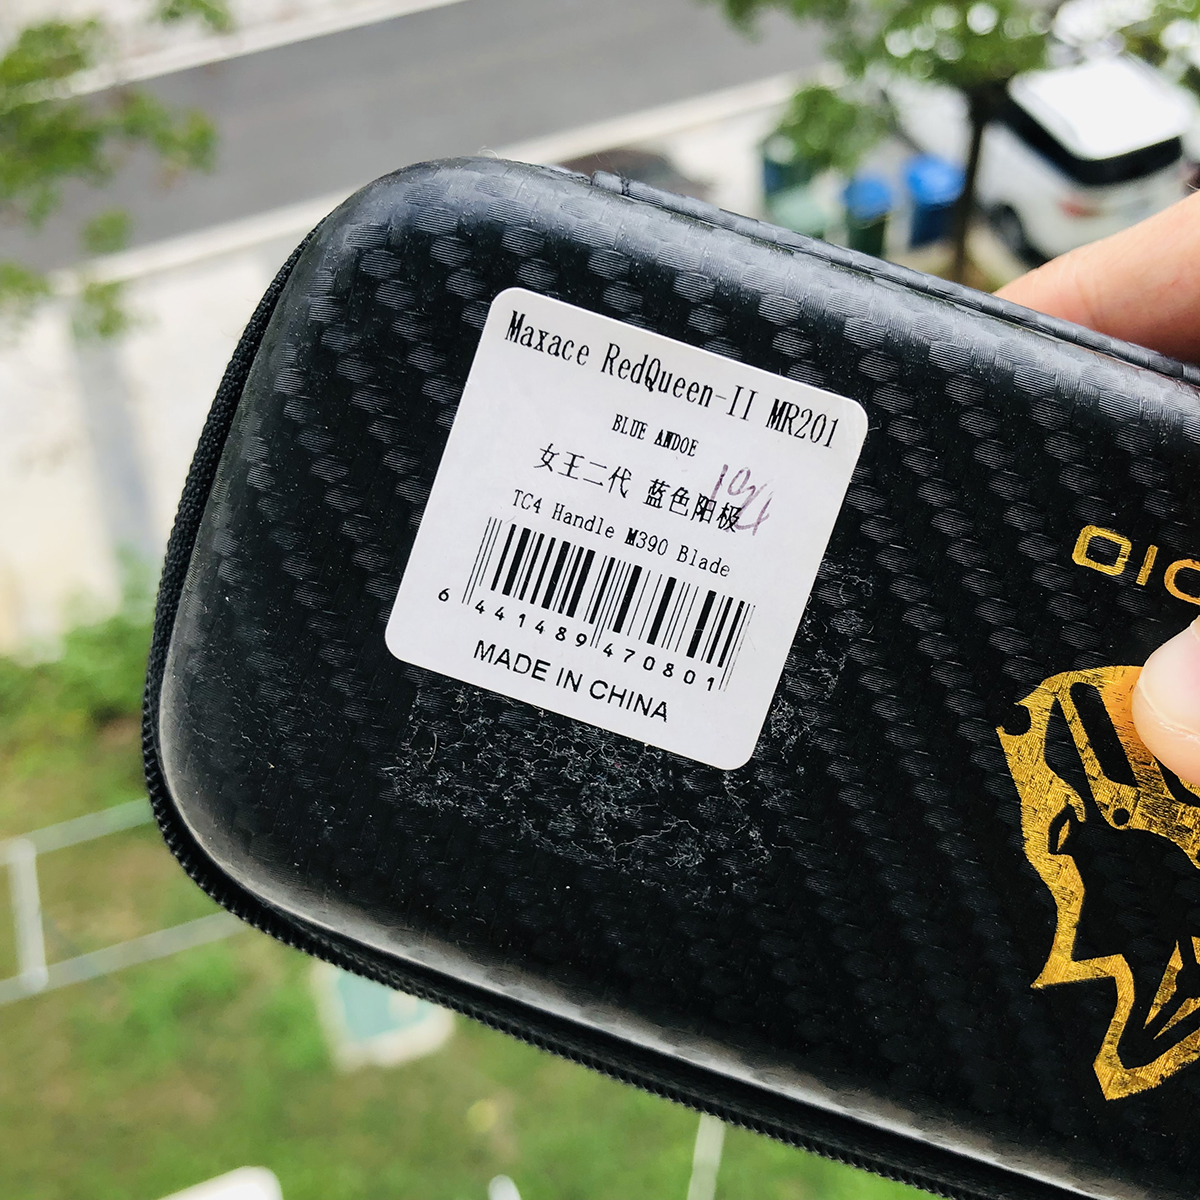 Maxace RedQueen-II MR201
BLUE ANDOE
女王二代 蓝色阳极
TC4 Handle M390 Blade
6 441489 470801
MADE IN CHINA